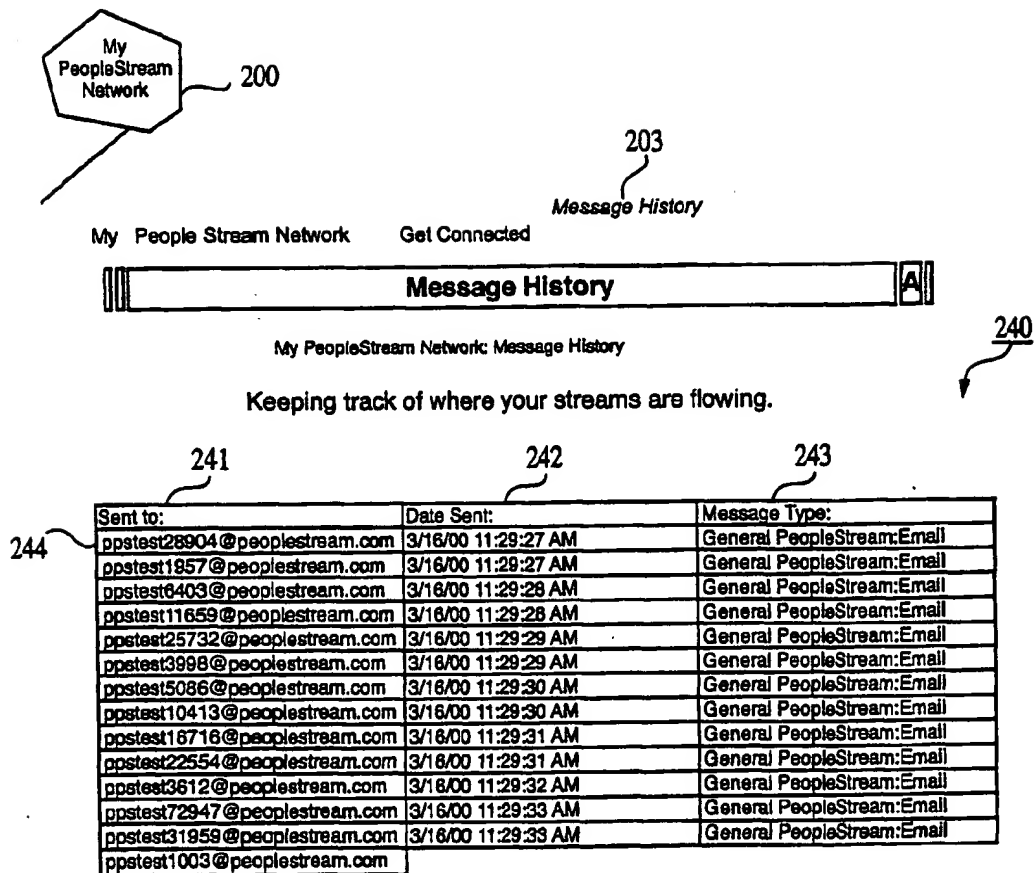 My
PeopleStream
Network
200
203
Message History
My People Stream Network Get Connected
Message History A
My PeopleStream Network: Message History
240
Keeping track of where your streams are flowing.
241 242 243
Sent to: Date Sent: Message Type:
244 ppstest28904@peoplestream.com 3/16/00 11:29:27 AM General PeopleStream:Email
ppstest1957@peoplestream.com 3/16/00 11:29:27 AM General PeopleStream:Email
ppstest6403@peoplestream.com 3/16/00 11:29:28 AM General PeopleStream:Email
ppstest11659@peoplestream.com 3/16/00 11:29:28 AM General PeopleStream:Email
ppstest25732@peoplestream.com 3/16/00 11:29:29 AM General PeopleStream:Email
ppstest3998@peoplestream.com 3/16/00 11:29:29 AM General PeopleStream:Email
ppstest5086@peoplestream.com 3/16/00 11:29:30 AM General PeopleStream:Email
ppstest10413@peoplestream.com 3/16/00 11:29:30 AM General PeopleStream:Email
ppstest16716@peoplestream.com 3/16/00 11:29:31 AM General PeopleStream:Email
ppstest22554@peoplestream.com 3/16/00 11:29:31 AM General PeopleStream:Email
ppstest3612@peoplestream.com 3/16/00 11:29:32 AM General PeopleStream:Email
ppstest72947@peoplestream.com 3/16/00 11:29:33 AM General PeopleStream:Email
ppstest31959@peoplestream.com 3/16/00 11:29:33 AM General PeopleStream:Email
ppstest1003@peoplestream.com